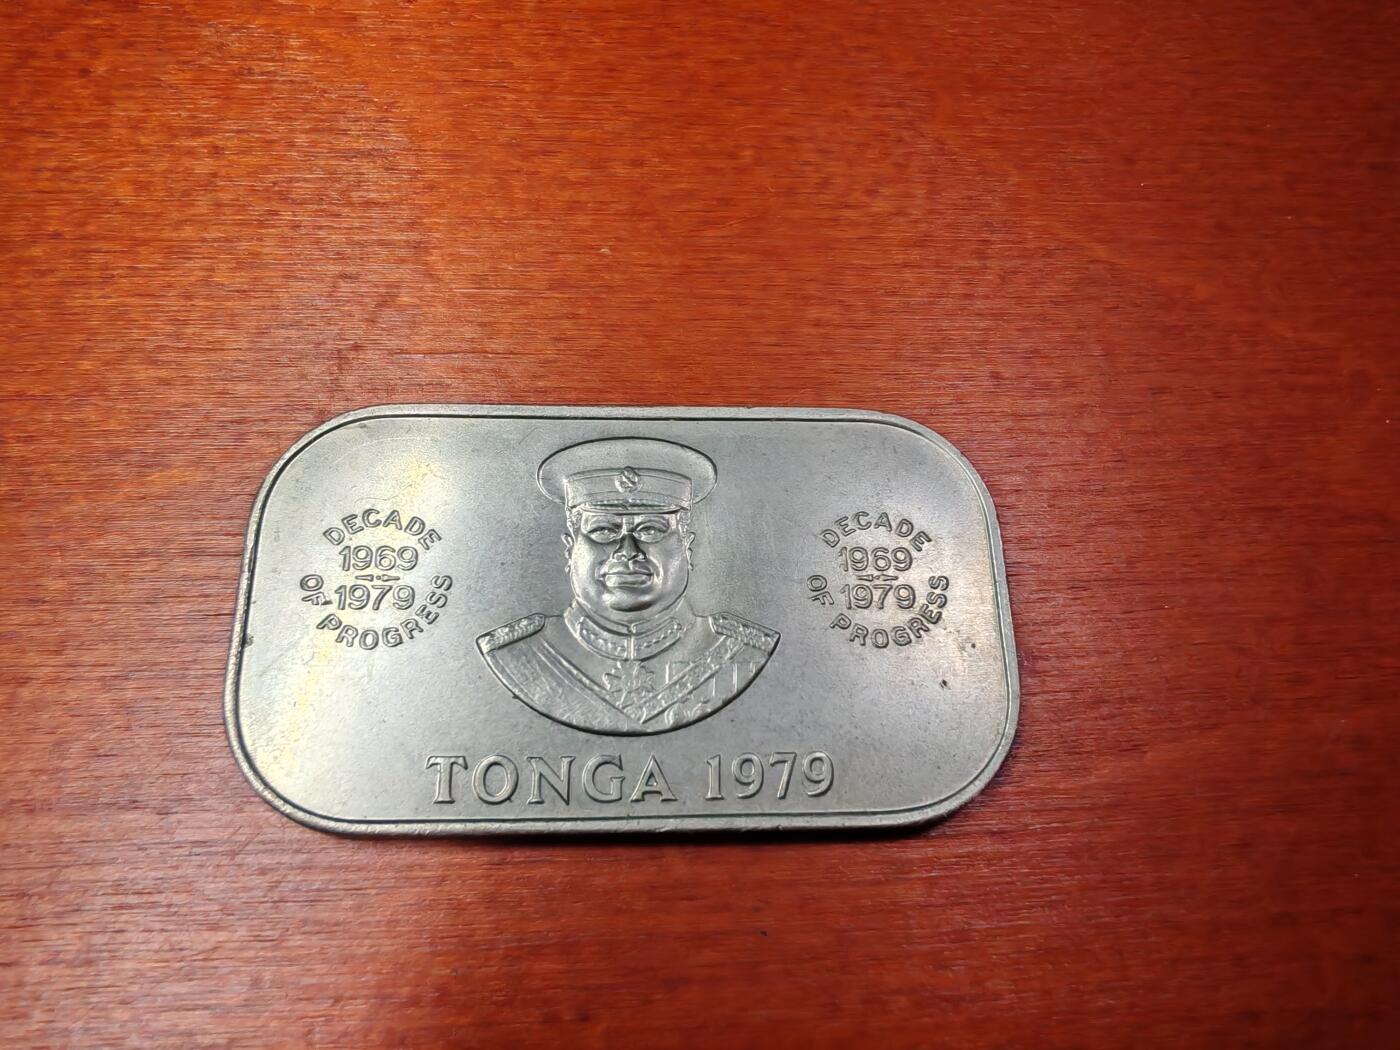 DECADE
1969
1979
OF PROGRESS
DECADE
1969
1979
OF PROGRESS
TONGA 1979